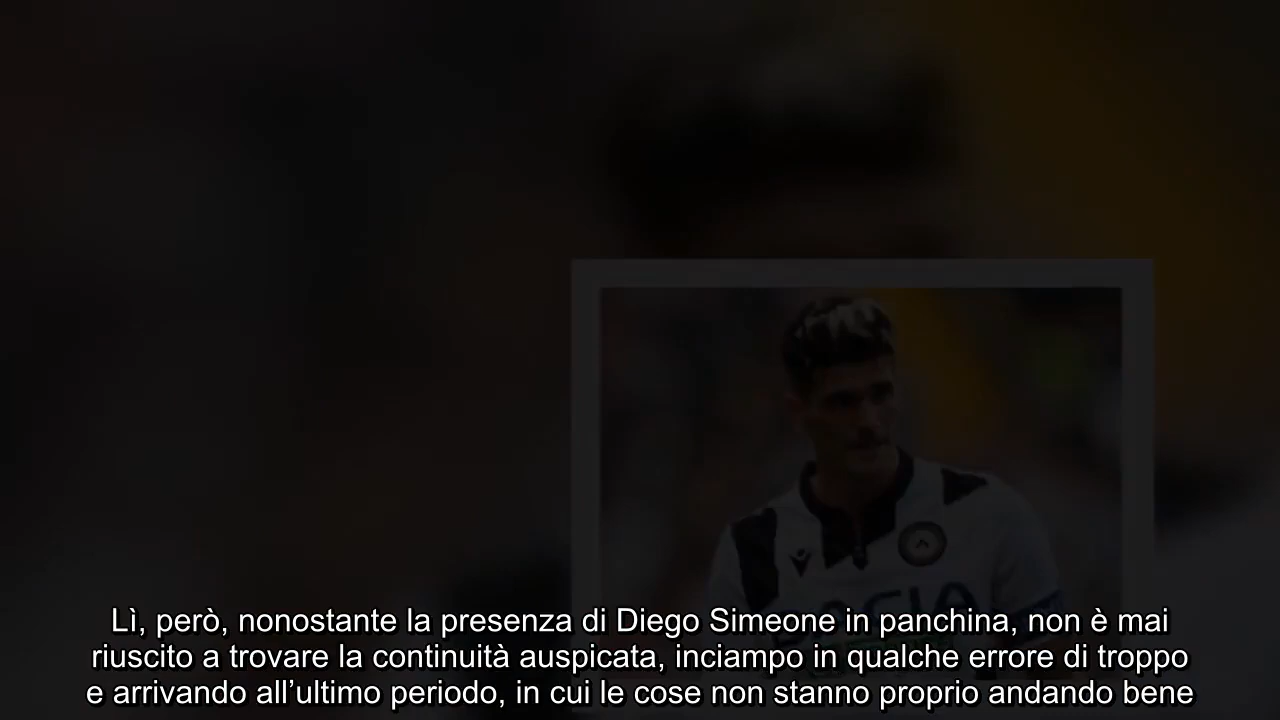 DACIA
Lì, però, nonostante la presenza di Diego Simeone in panchina, non è mai
riuscito a trovare la continuità auspicata, inciampo in qualche errore di troppo
e arrivando all’ultimo periodo, in cui le cose non stanno proprio andando bene